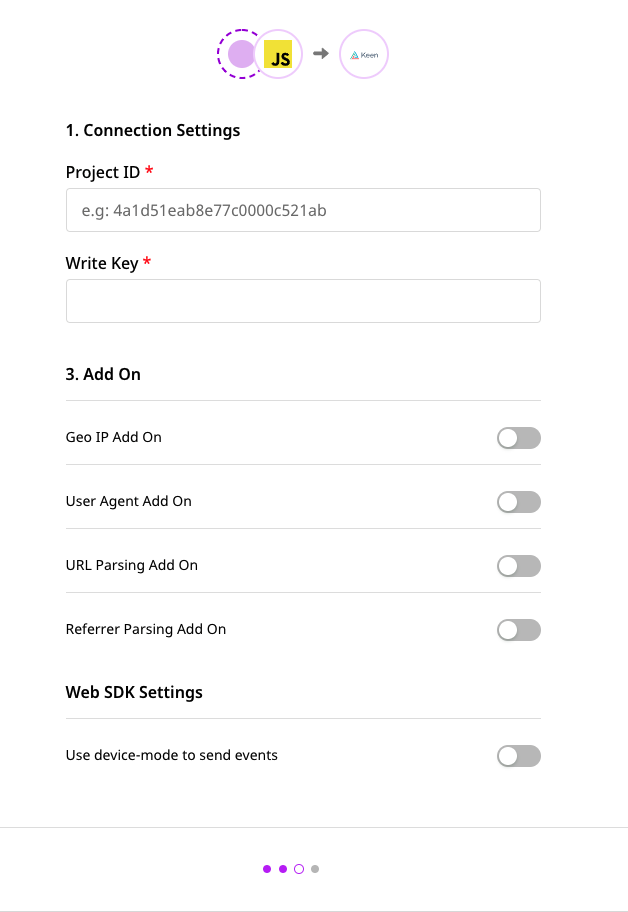 JS
Keen
1. Connection Settings
Project ID *
e.g: 4a1d51eab8e77c0000c521ab
Write Key *
3. Add On
Geo IP Add On
User Agent Add On
URL Parsing Add On
Referrer Parsing Add On
Web SDK Settings
Use device-mode to send events